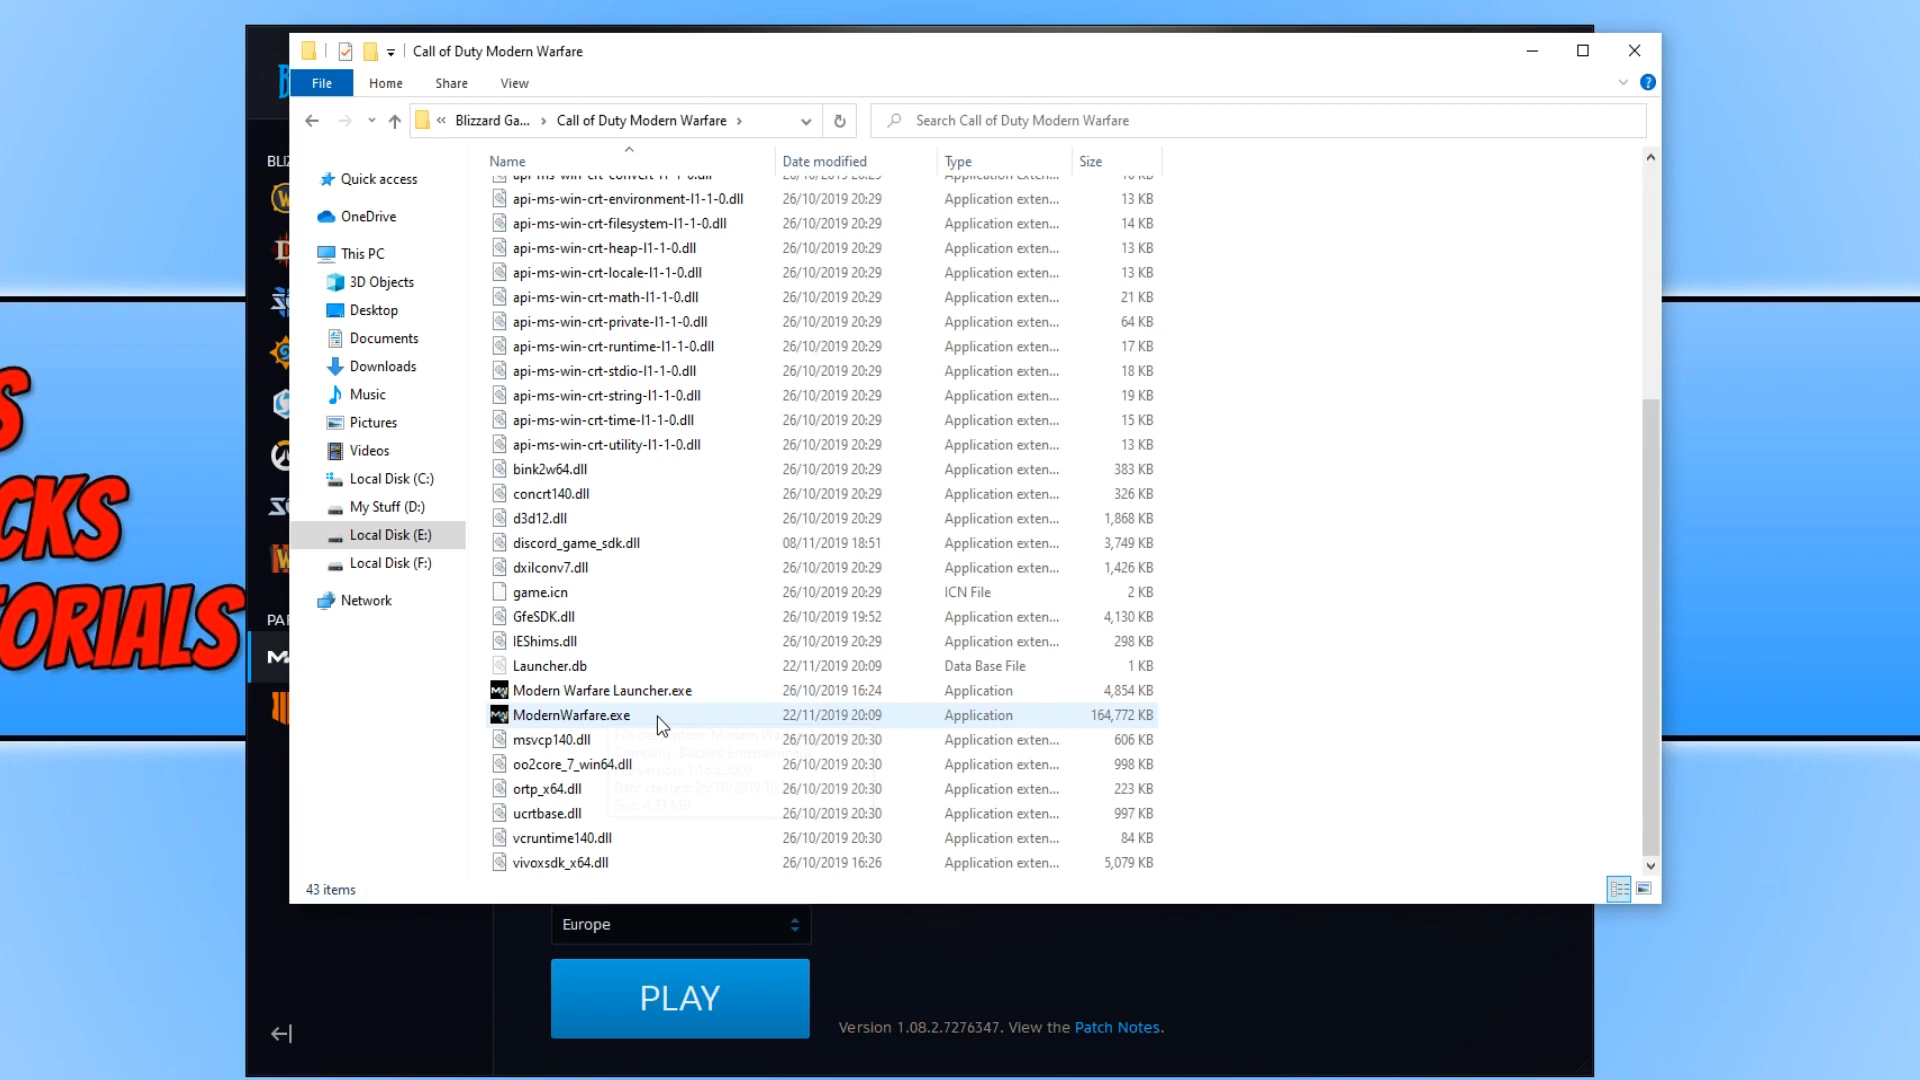 Call of Duty Modern Warfare
File Home Share View
« Blizzard Ga... > Call of Duty Modern Warfare >
Search Call of Duty Modern Warfare
Name Date modified Type Size
Quick access
OneDrive
This PC
3D Objects
Desktop
Documents
Downloads
Music
Pictures
Videos
Local Disk (C:)
My Stuff (D:)
Local Disk (E:)
Local Disk (F:)
Network
api-ms-win-crt-environment-l1-1-0.dll 26/10/2019 20:29 Application exten... 13 KB
api-ms-win-crt-filesystem-l1-1-0.dll 26/10/2019 20:29 Application exten... 14 KB
api-ms-win-crt-heap-l1-1-0.dll 26/10/2019 20:29 Application exten... 13 KB
api-ms-win-crt-locale-l1-1-0.dll 26/10/2019 20:29 Application exten... 13 KB
api-ms-win-crt-math-l1-1-0.dll 26/10/2019 20:29 Application exten... 21 KB
api-ms-win-crt-private-l1-1-0.dll 26/10/2019 20:29 Application exten... 64 KB
api-ms-win-crt-runtime-l1-1-0.dll 26/10/2019 20:29 Application exten... 17 KB
api-ms-win-crt-stdio-l1-1-0.dll 26/10/2019 20:29 Application exten... 18 KB
api-ms-win-crt-string-l1-1-0.dll 26/10/2019 20:29 Application exten... 19 KB
api-ms-win-crt-time-l1-1-0.dll 26/10/2019 20:29 Application exten... 15 KB
api-ms-win-crt-utility-l1-1-0.dll 26/10/2019 20:29 Application exten... 13 KB
bink2w64.dll 26/10/2019 20:29 Application exten... 383 KB
concrt140.dll 26/10/2019 20:29 Application exten... 326 KB
d3d12.dll 26/10/2019 20:29 Application exten... 1,868 KB
discord_game_sdk.dll 08/11/2019 18:51 Application exten... 3,749 KB
dxilconv7.dll 26/10/2019 20:29 Application exten... 1,426 KB
game.icn 26/10/2019 20:29 ICN File 2 KB
GfeSDK.dll 26/10/2019 19:52 Application exten... 4,130 KB
IEShims.dll 26/10/2019 20:29 Application exten... 298 KB
Launcher.db 22/11/2019 20:09 Data Base File 1 KB
Modern Warfare Launcher.exe 26/10/2019 16:24 Application 4,854 KB
ModernWarfare.exe 22/11/2019 20:09 Application 164,772 KB
msvcp140.dll 26/10/2019 20:30 Application exten... 606 KB
oo2core_7_win64.dll 26/10/2019 20:30 Application exten... 998 KB
ortp_x64.dll 26/10/2019 20:30 Application exten... 223 KB
ucrtbase.dll 26/10/2019 20:30 Application exten... 997 KB
vcruntime140.dll 26/10/2019 20:30 Application exten... 84 KB
vivoxsdk_x64.dll 26/10/2019 16:26 Application exten... 5,079 KB
43 items
Europe
PLAY
Version 1.08.2.7276347. View the Patch Notes.